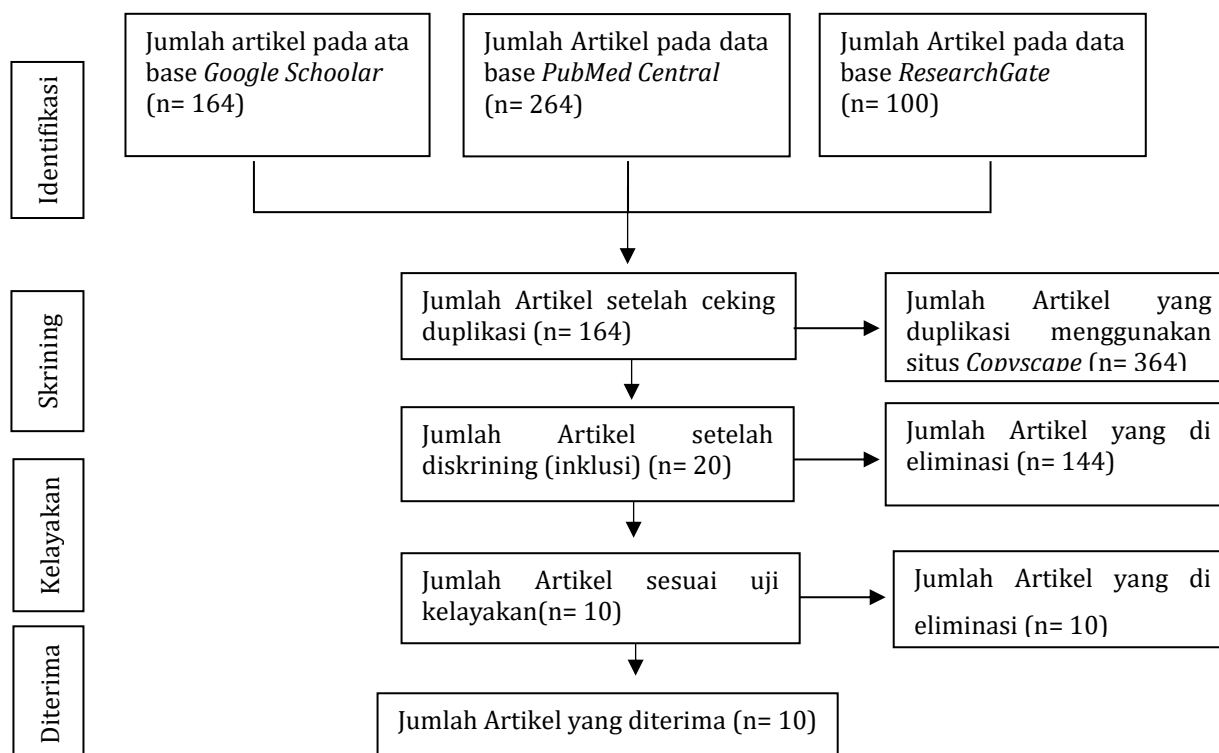 Identifikasi
Jumlah artikel pada ata
base Google Schoolar
(n= 164)
Jumlah Artikel pada data
base PubMed Central
(n= 264)
Jumlah Artikel pada data
base ResearchGate
(n= 100)
Skrining
Jumlah Artikel setelah ceking
duplikasi (n= 164)
Jumlah Artikel yang
duplikasi menggunakan
situs Copyscape (n= 364)
Jumlah Artikel setelah
diskrining (inklusi) (n= 20)
Jumlah Artikel yang di
eliminasi (n= 144)
Kelayakan
Jumlah Artikel sesuai uji
kelayakan(n= 10)
Jumlah Artikel yang di
eliminasi (n= 10)
Diterima
Jumlah Artikel yang diterima (n= 10)